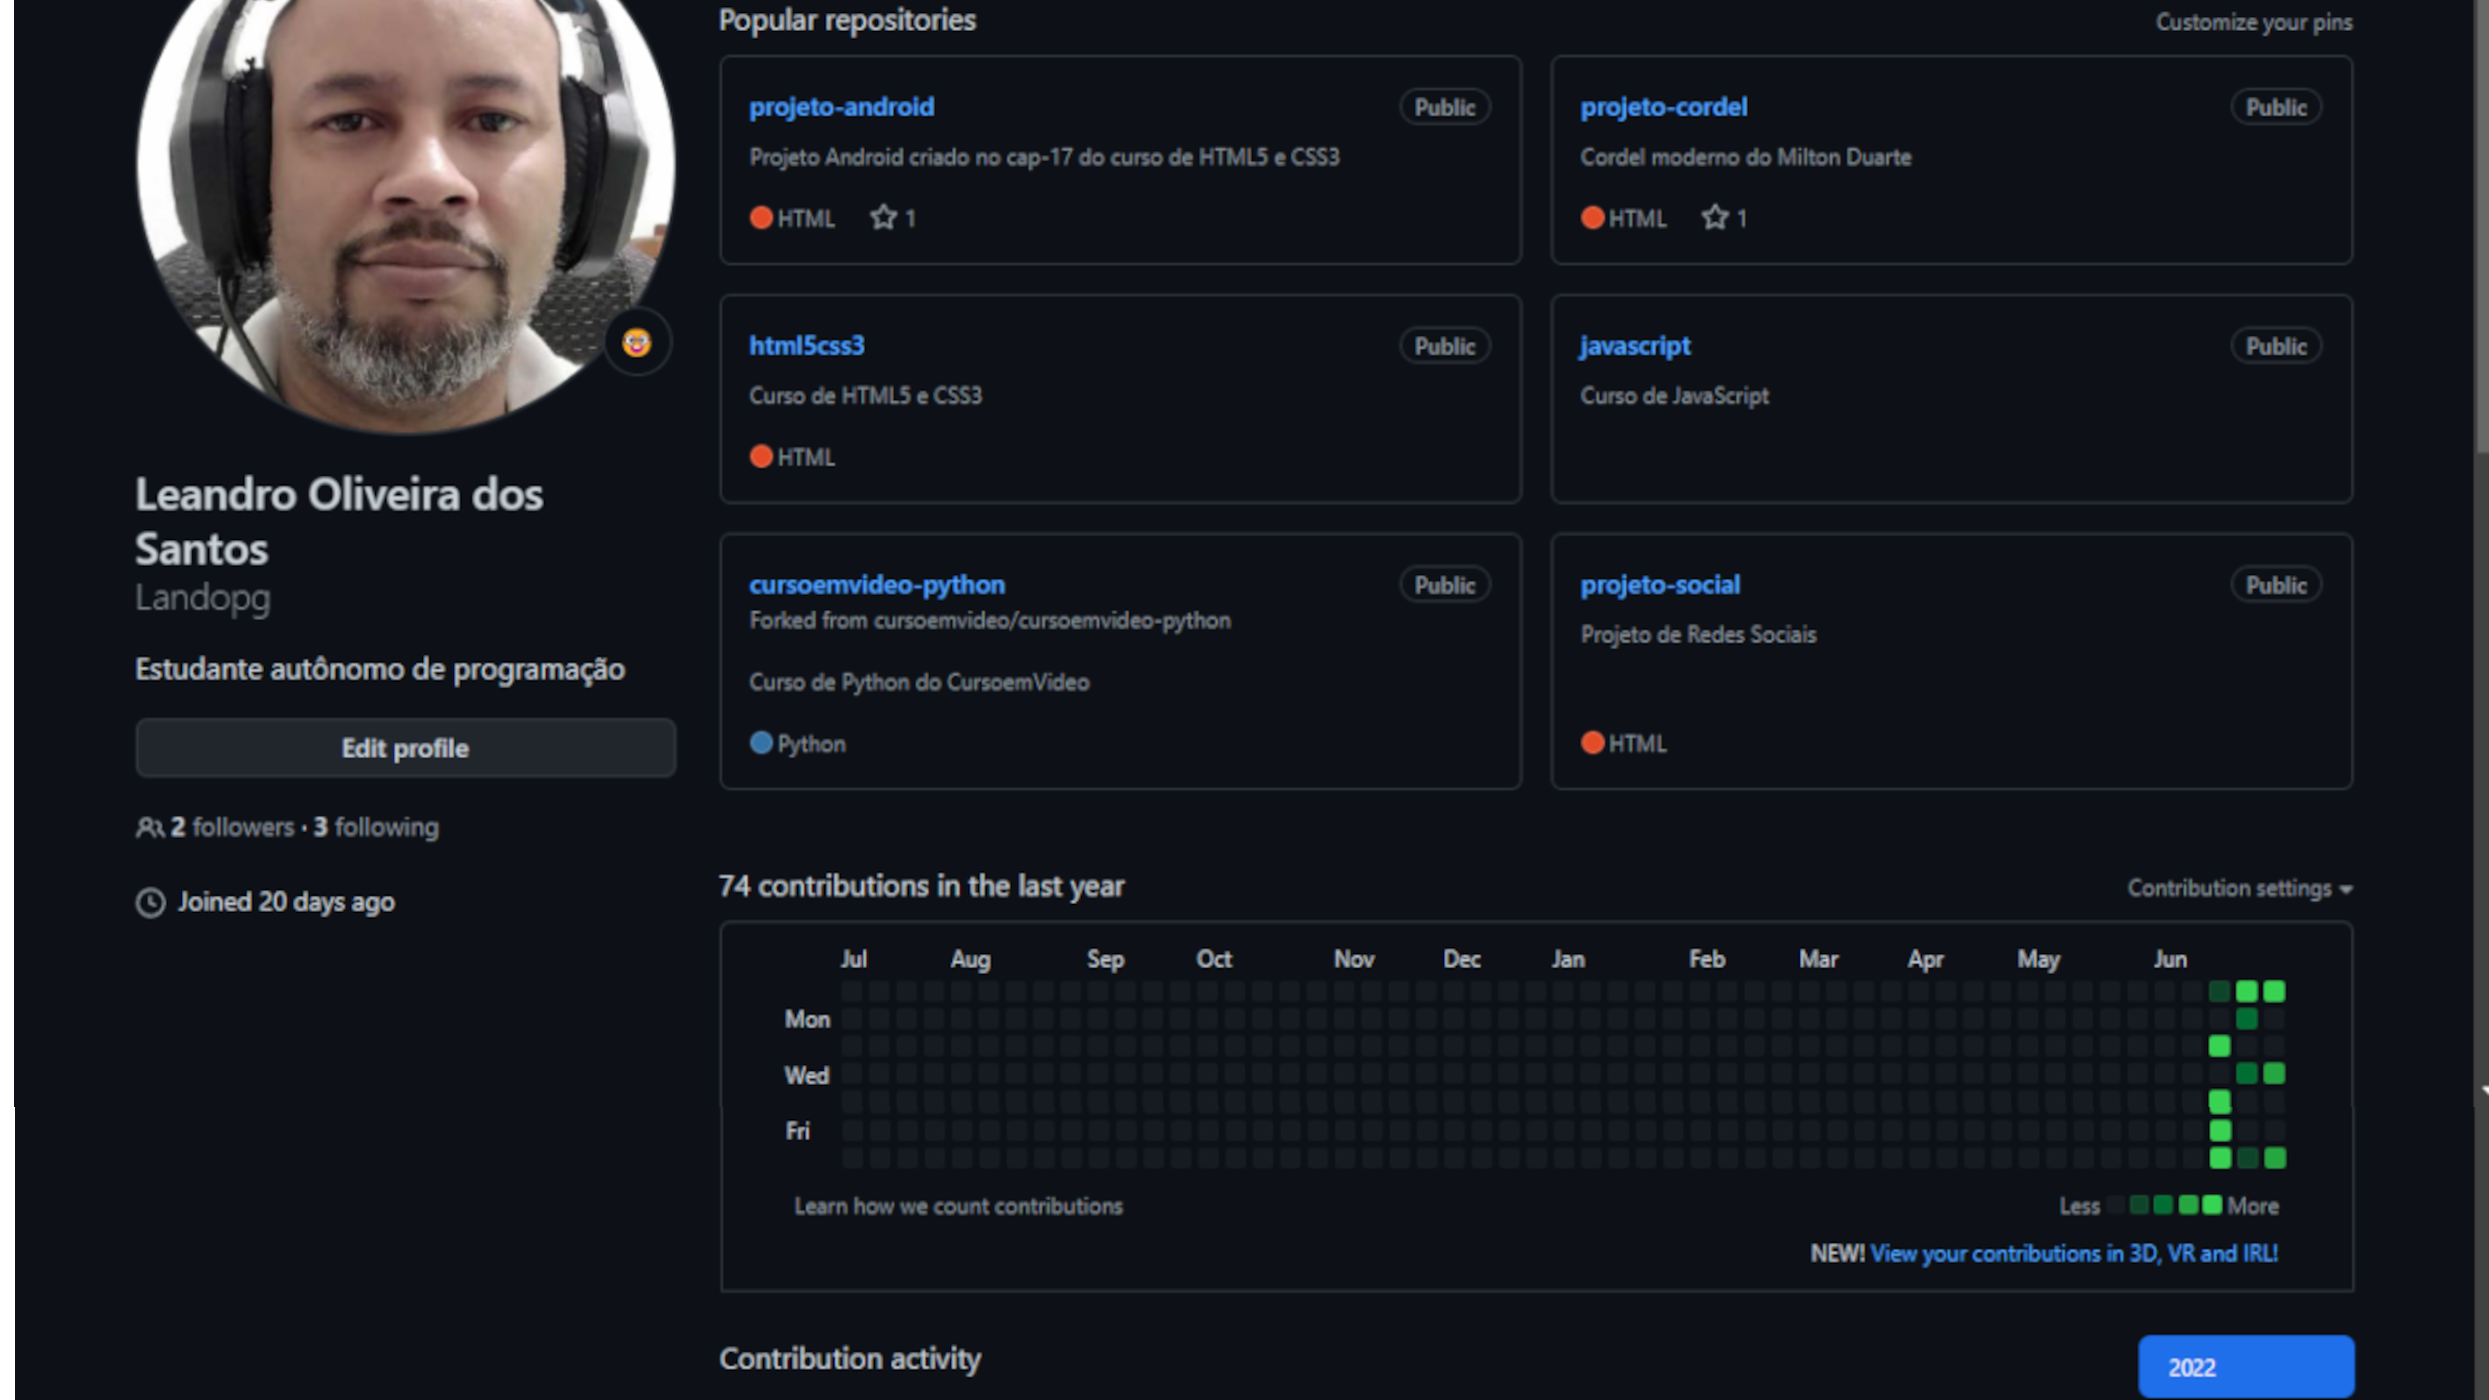 Leandro Oliveira dos
Santos
Landopg
Estudante autônomo de programação
Edit profile
2 followers · 3 following
Joined 20 days ago
Popular repositories
Customize your pins
projeto-android
Public
Projeto Android criado no cap-17 do curso de HTML5 e CSS3
HTML 1
projeto-cordel
Public
Cordel moderno do Milton Duarte
HTML 1
html5css3
Public
Curso de HTML5 e CSS3
HTML
javascript
Public
Curso de JavaScript
cursoemvideo-python
Public
Forked from cursoemvideo/cursoemvideo-python
Curso de Python do CursoemVideo
Python
projeto-social
Public
Projeto de Redes Sociais
HTML
74 contributions in the last year
Contribution settings
Jul Aug Sep Oct Nov Dec Jan Feb Mar Apr May Jun
Mon
Wed
Fri
Learn how we count contributions
Less More
NEW! View your contributions in 3D, VR and IRL!
Contribution activity
2022